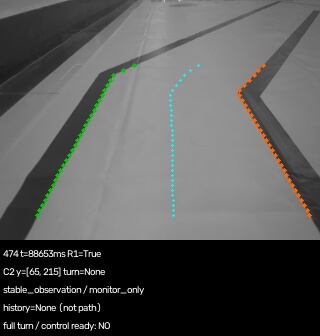 474 t=88653ms R1=True
C2 y=[65, 215] turn=None
stable_observation / monitor_only
history=None (not path)
full turn / control ready: NO